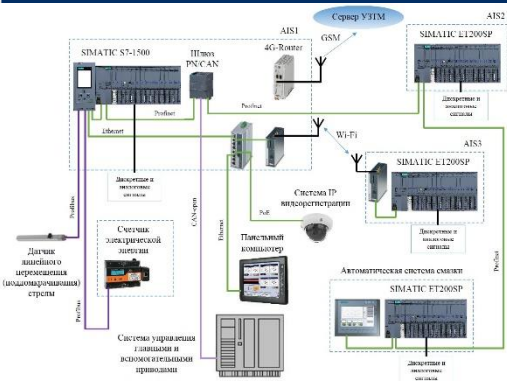 Сервер УЗТМ
AIS1
GSM
4G-Router
SIMATIC S7-1500
Шлюз
PN/CAN
AIS2
SIMATIC ET200SP
Profinet
Profinet
Ethernet
Дискретные и
аналоговые
сигналы
Дискретные и
аналоговые
сигналы
Wi-Fi
AIS3
SIMATIC ET200SP
Дискретные и
аналоговые
сигналы
Profibus
CAN-open
Ethernet
PoE
Система IP
видеорегистрации
Profinet
Датчик
линейного
перемещения
(поддомкрачивания)
стрелы
Счетчик
электрической
энергии
Profibus
Панельный
компьютер
Автоматическая система смазки
SIMATIC ET200SP
Система управления
главными и
вспомогательными
приводами
Дискретные и
аналоговые
сигналы